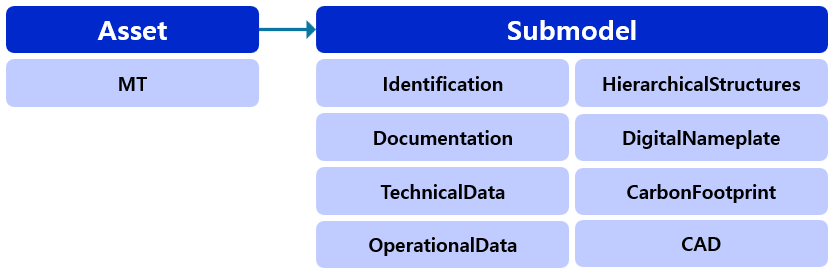 Asset
Submodel
MT
Identification
HierarchicalStructures
Documentation
DigitalNameplate
TechnicalData
CarbonFootprint
OperationalData
CAD